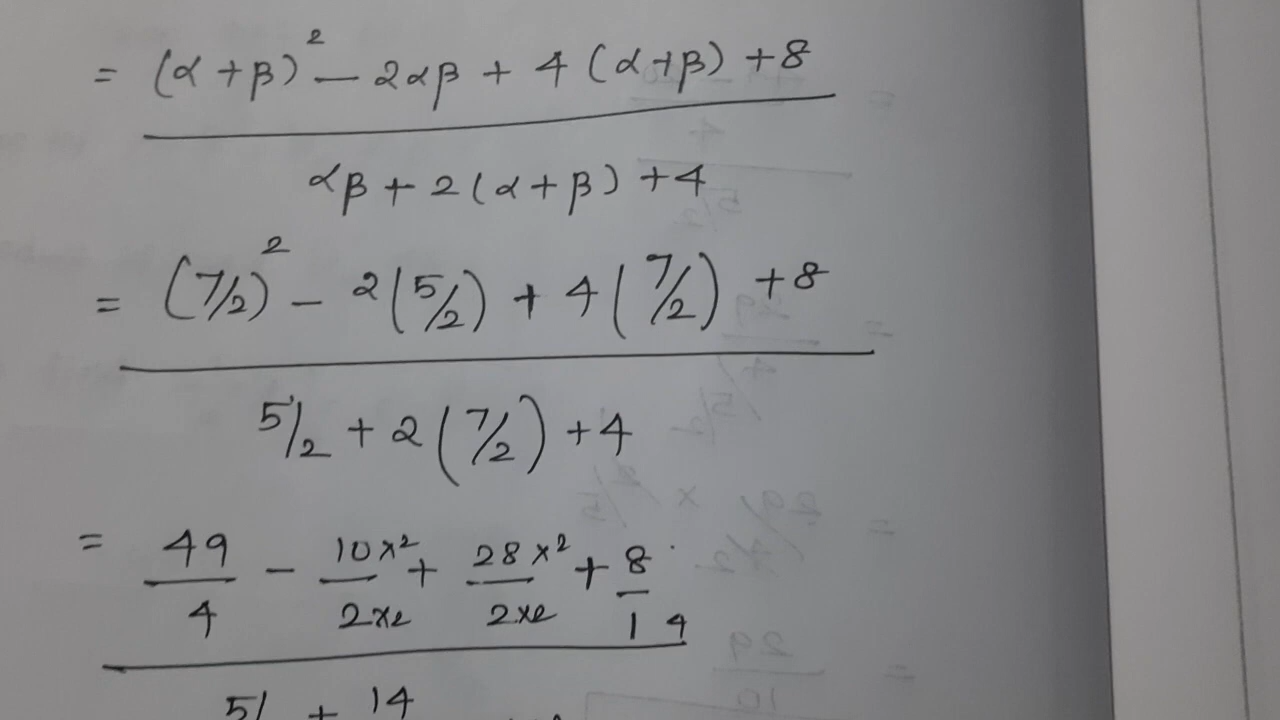 = (α + β)² − 2αβ + 4 (α + β) + 8
αβ + 2 (α + β) + 4
= (7/2)² − 2 (5/2) + 4 (7/2) + 8
5/2 + 2 (7/2) + 4
= 49/4 − 10×2/2×2 + 28×2/2×2 + 8/1 4
5/ + 14